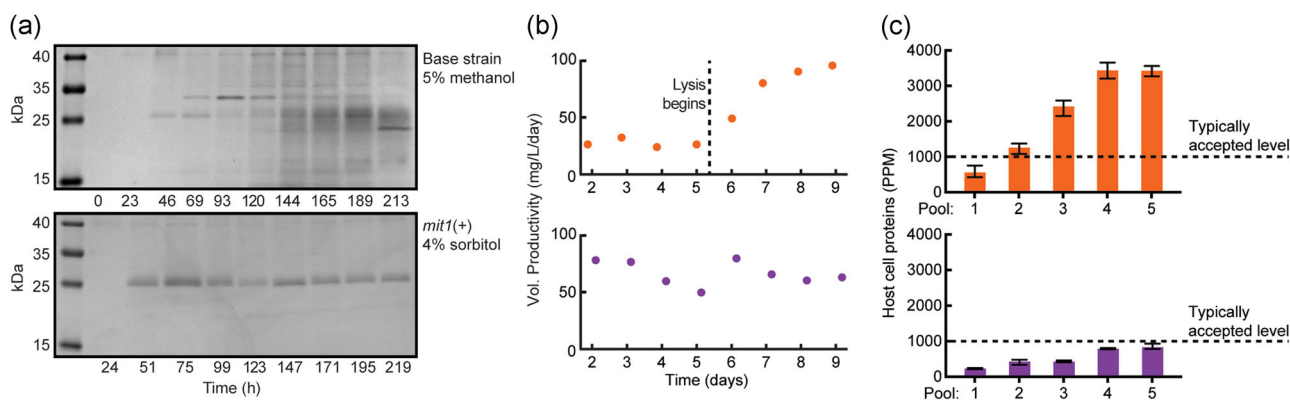 (a)
40
35
25
15
kDa
Base strain
5% methanol
0 23 46 69 93 120 144 165 189 213
40
35
25
15
kDa
mit1(+)
4% sorbitol
24 51 75 99 123 147 171 195 219
Time (h)
(b)
Vol. Productivity (mg/L/day)
100
50
0
Lysis
begins
2 3 4 5 6 7 8 9
100
50
0
2 3 4 5 6 7 8 9
Time (days)
(c)
Host cell proteins (PPM)
4000
3000
2000
1000
0
Typically
accepted level
Pool: 1 2 3 4 5
4000
3000
2000
1000
0
Typically
accepted level
Pool: 1 2 3 4 5